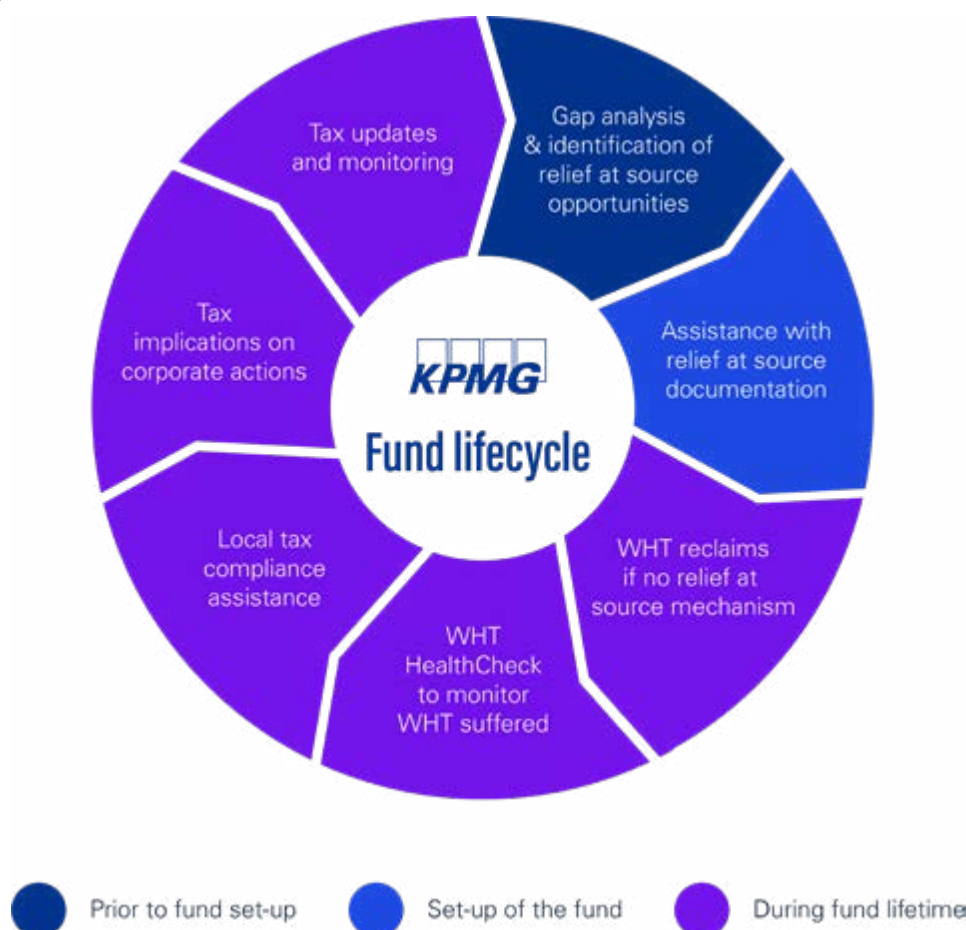 Gap analysis
& identification of
relief at source
opportunities
Assistance with
relief at source
documentation
WHT reclaims
if no relief at
source mechanism
WHT
HealthCheck
to monitor
WHT suffered
Local tax
compliance
assistance
Tax
implications on
corporate actions
Tax updates
and monitoring
KPMG
Fund lifecycle
Prior to fund set-up
Set-up of the fund
During fund lifetime